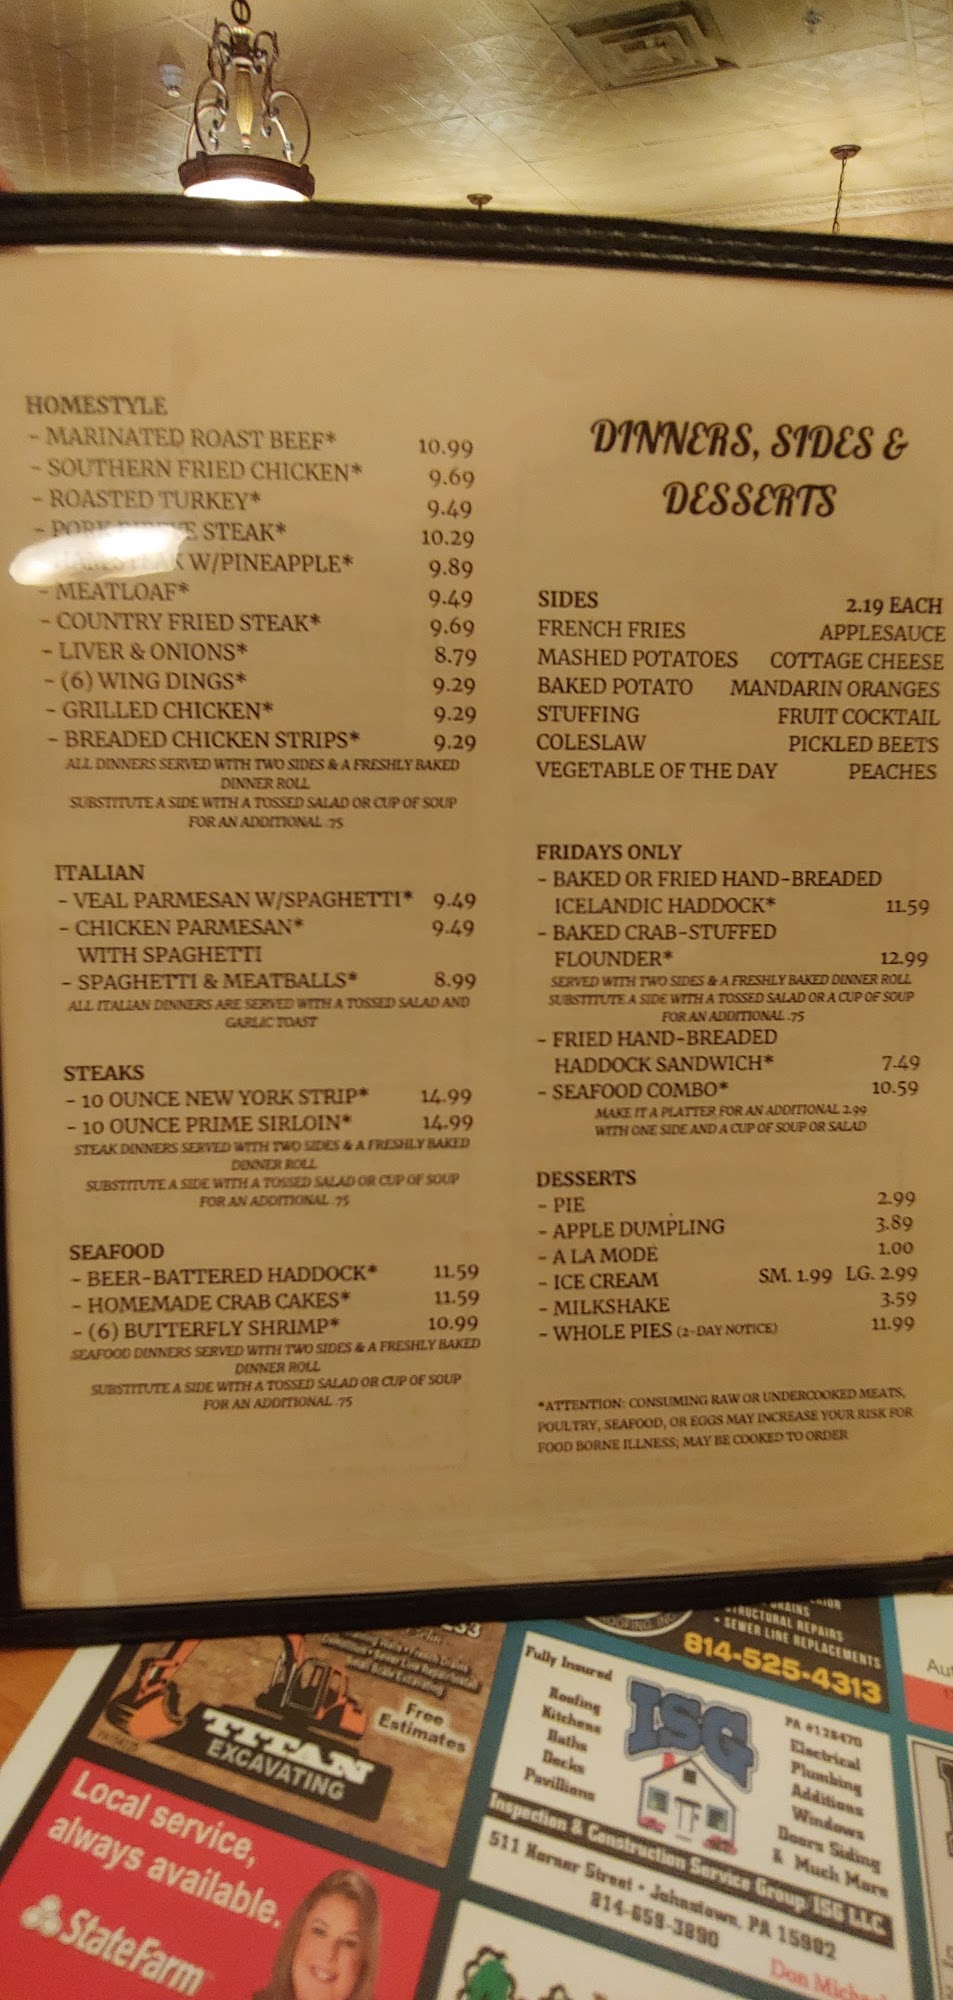 HOMESTYLE
- MARINATED ROAST BEEF* 10.99
- SOUTHERN FRIED CHICKEN* 9.69
- ROASTED TURKEY* 9.49
- PORK RIBEYE STEAK* 10.29
W/PINEAPPLE* 9.89
- MEATLOAF* 9.49
- COUNTRY FRIED STEAK* 9.69
- LIVER & ONIONS* 8.79
- (6) WING DINGS* 9.29
- GRILLED CHICKEN* 9.29
- BREADED CHICKEN STRIPS* 9.29
ALL DINNERS SERVED WITH TWO SIDES & A FRESHLY BAKED
DINNER ROLL
SUBSTITUTE A SIDE WITH A TOSSED SALAD OR CUP OF SOUP
FOR AN ADDITIONAL .75
ITALIAN
- VEAL PARMESAN W/SPAGHETTI* 9.49
- CHICKEN PARMESAN* 9.49
WITH SPAGHETTI
- SPAGHETTI & MEATBALLS* 8.99
ALL ITALIAN DINNERS ARE SERVED WITH A TOSSED SALAD AND
GARLIC TOAST
STEAKS
- 10 OUNCE NEW YORK STRIP* 14.99
- 10 OUNCE PRIME SIRLOIN* 14.99
STEAK DINNERS SERVED WITH TWO SIDES & A FRESHLY BAKED
DINNER ROLL
SUBSTITUTE A SIDE WITH A TOSSED SALAD OR CUP OF SOUP
FOR AN ADDITIONAL .75
SEAFOOD
- BEER-BATTERED HADDOCK* 11.59
- HOMEMADE CRAB CAKES* 11.59
- (6) BUTTERFLY SHRIMP* 10.99
SEAFOOD DINNERS SERVED WITH TWO SIDES & A FRESHLY BAKED
DINNER ROLL
SUBSTITUTE A SIDE WITH A TOSSED SALAD OR CUP OF SOUP
FOR AN ADDITIONAL .75
DINNERS, SIDES &
DESSERTS
SIDES 2.19 EACH
FRENCH FRIES APPLESAUCE
MASHED POTATOES COTTAGE CHEESE
BAKED POTATO MANDARIN ORANGES
STUFFING FRUIT COCKTAIL
COLESLAW PICKLED BEETS
VEGETABLE OF THE DAY PEACHES
FRIDAYS ONLY
- BAKED OR FRIED HAND-BREADED
ICELANDIC HADDOCK* 11.59
- BAKED CRAB-STUFFED
FLOUNDER* 12.99
SERVED WITH TWO SIDES & A FRESHLY BAKED DINNER ROLL
SUBSTITUTE A SIDE WITH A TOSSED SALAD OR A CUP OF SOUP
FOR AN ADDITIONAL .75
- FRIED HAND-BREADED
HADDOCK SANDWICH* 7.49
- SEAFOOD COMBO* 10.59
MAKE IT A PLATTER FOR AN ADDITIONAL 2.99
WITH ONE SIDE AND A CUP OF SOUP OR SALAD
DESSERTS
- PIE 2.99
- APPLE DUMPLING 3.89
- A LA MODE 1.00
- ICE CREAM SM. 1.99 LG. 2.99
- MILKSHAKE 3.59
- WHOLE PIES (2-DAY NOTICE) 11.99
*ATTENTION: CONSUMING RAW OR UNDERCOOKED MEATS,
POULTRY, SEAFOOD, OR EGGS MAY INCREASE YOUR RISK FOR
FOOD BORNE ILLNESS; MAY BE COOKED TO ORDER
Free
Estimates
TITAN
EXCAVATING
Local service,
always available.
StateFarm
ROOFING, INC.
DRAINS
STRUCTURAL REPAIRS
• SEWER LINE REPLACEMENTS
814-525-4313
Fully Insured
Roofing
Kitchens
Baths
Decks
Pavillions
ISG
PA #128470
Electrical
Plumbing
Additions
Windows
Doors Siding
& Much More
Inspection & Construction Service Group, ISG LLC
511 Horner Street • Johnstown, PA 15902
814-659-3890